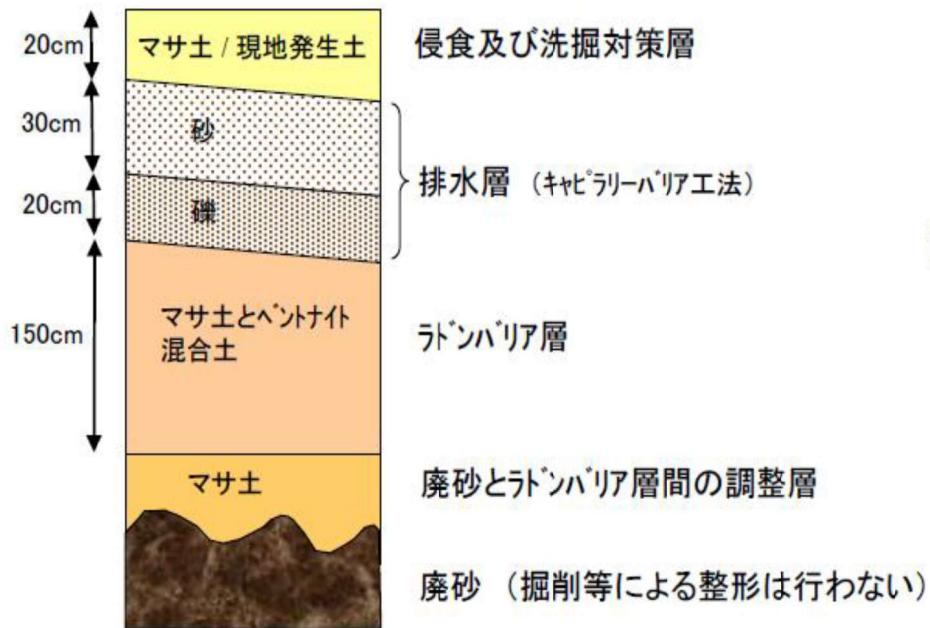 20cm
マサ土 / 現地発生土
侵食及び洗掘対策層
30cm
砂
排水層 (ｷｬﾋﾟﾗﾘｰﾊﾞﾘｱ工法)
20cm
礫
150cm
マサ土とﾍﾞﾝﾄﾅｲﾄ
混合土
ﾗﾄﾞﾝﾊﾞﾘｱ層
マサ土
廃砂とﾗﾄﾞﾝﾊﾞﾘｱ層間の調整層
廃砂 (掘削等による整形は行わない)